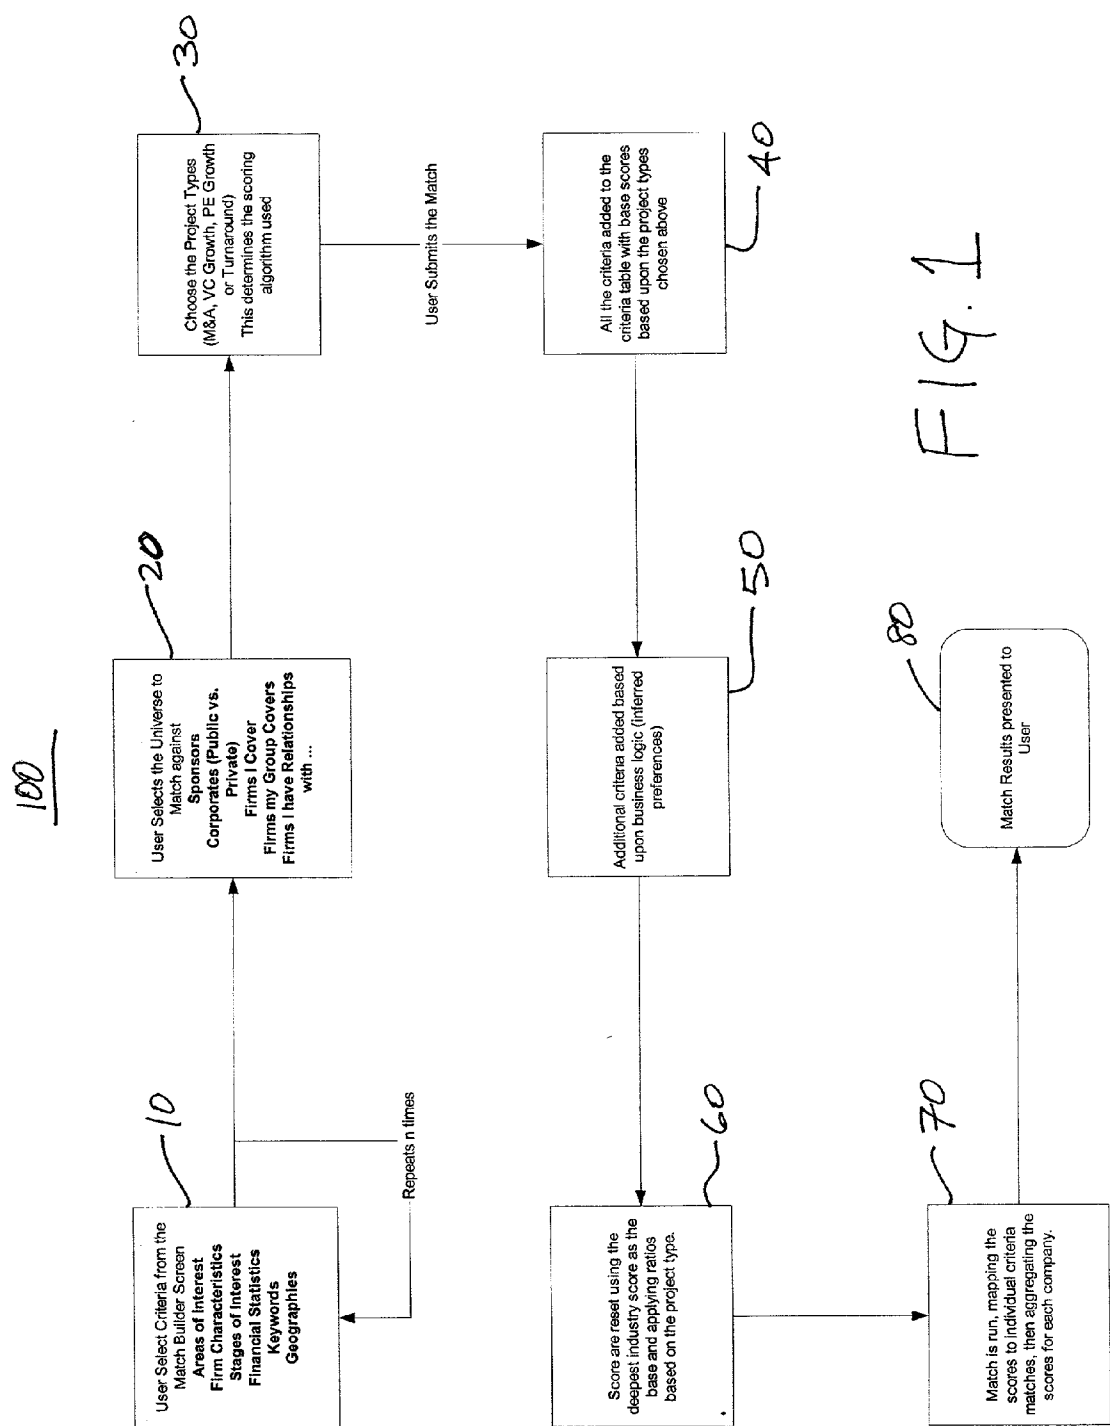 100
10
User Select Criteria from the
Match Builder Screen
Areas of Interest
Firm Characteristics
Stages of Interest
Financial Statistics
Keywords
Geographies
Repeats n times
20
User Selects the Universe to
Match against
Sponsors
Corporates (Public vs.
Private)
Firms I Cover
Firms my Group Covers
Firms I have Relationships
with ...
30
Choose the Project Types
(M&A, VC Growth, PE Growth
or Turnaround)
This determines the scoring
algorithm used
User Submits the Match
All the criteria added to the
criteria table with base scores
based upon the project types
chosen above
40
Additional criteria added based
upon business logic (Inferred
preferences)
50
Score are reset using the
deepest industry score as the
base and applying ratios
based on the project type.
60
70
Match is run, mapping the
scores to individual criteria
matches, then aggregating the
scores for each company.
80
Match Results presented to
User
FIG. 1